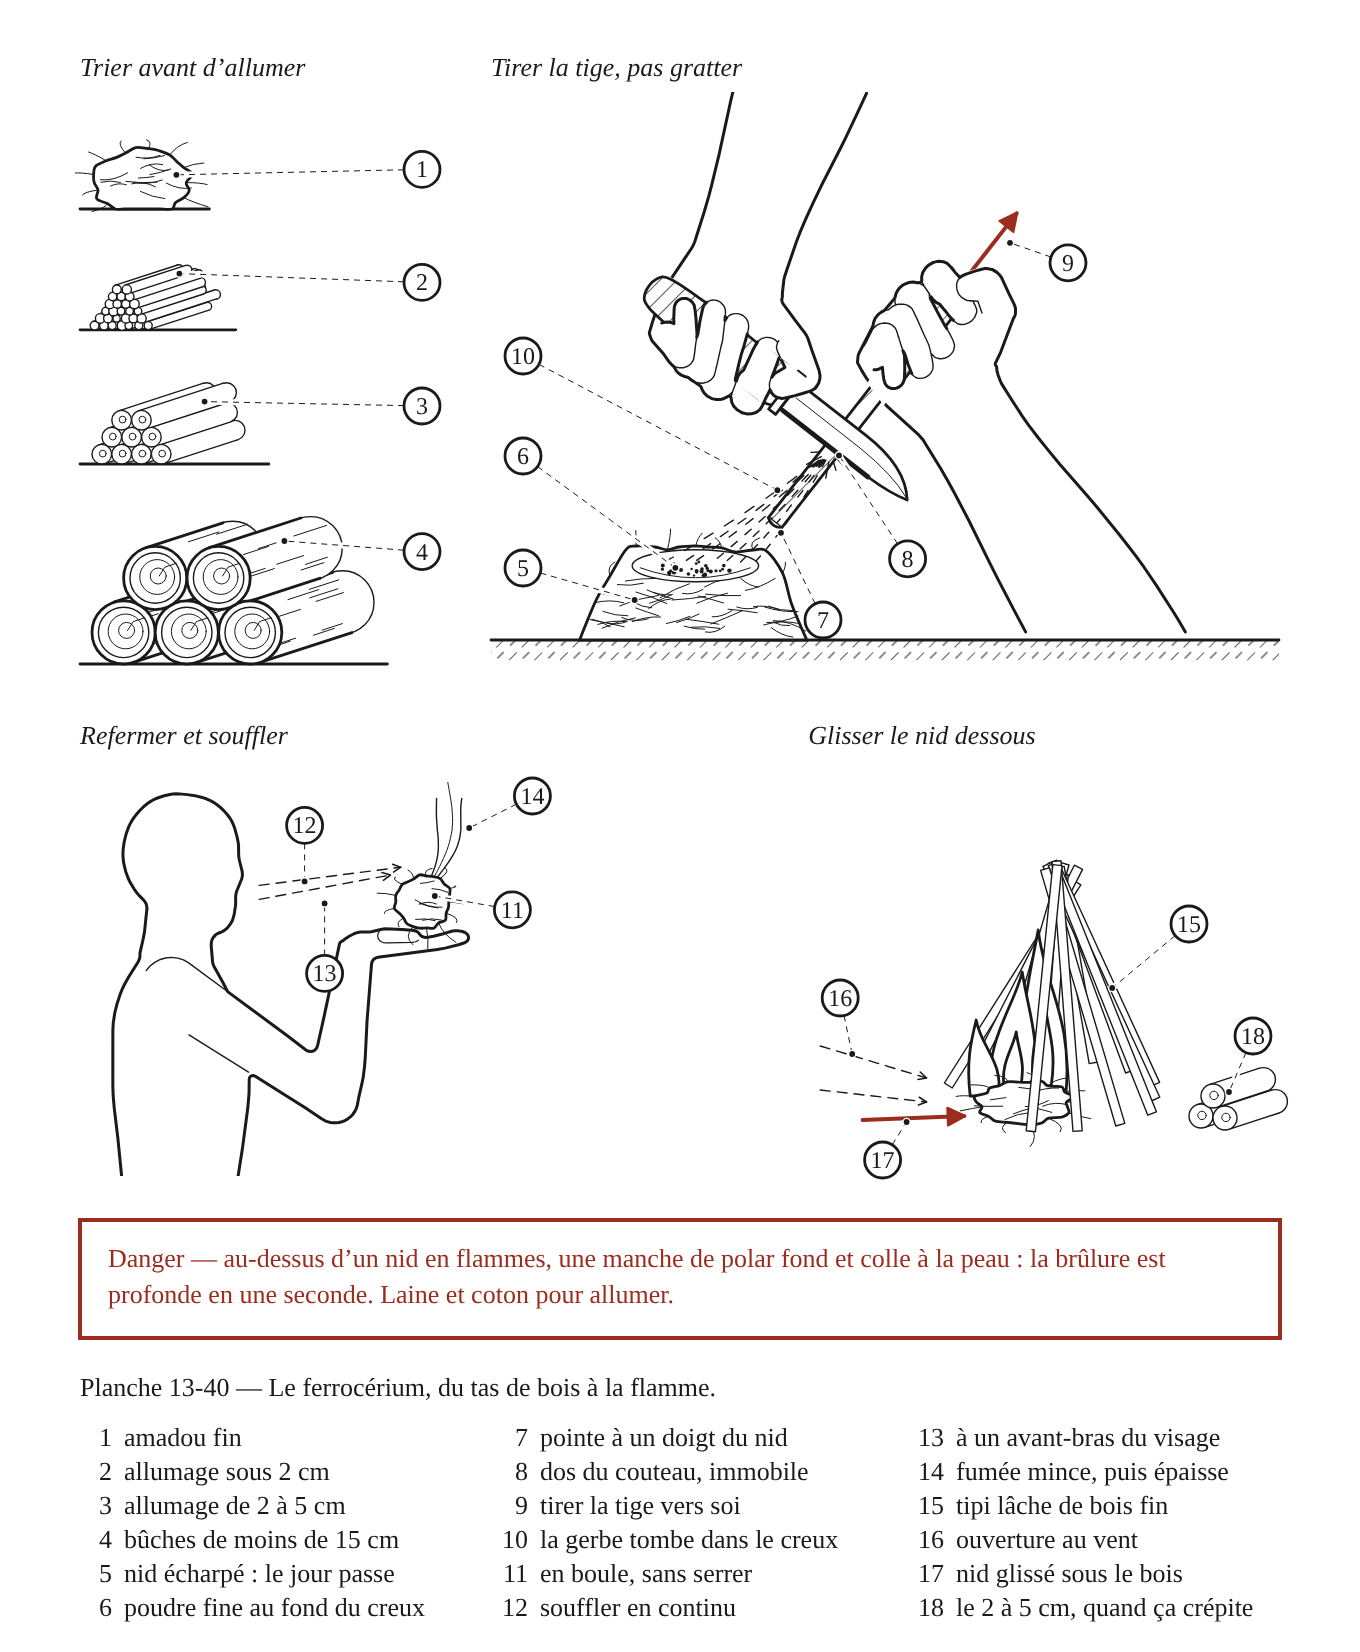 Trier avant d’allumer
Tirer la tige, pas gratter
1
2
3
4
9
10
6
5
8
7
Refermer et souffler
Glisser le nid dessous
14
12
11
13
15
16
18
17
Danger — au-dessus d’un nid en flammes, une manche de polar fond et colle à la peau : la brûlure est
profonde en une seconde. Laine et coton pour allumer.
Planche 13-40 — Le ferrocérium, du tas de bois à la flamme.
1 amadou fin
2 allumage sous 2 cm
3 allumage de 2 à 5 cm
4 bûches de moins de 15 cm
5 nid écharpé : le jour passe
6 poudre fine au fond du creux
7 pointe à un doigt du nid
8 dos du couteau, immobile
9 tirer la tige vers soi
10 la gerbe tombe dans le creux
11 en boule, sans serrer
12 souffler en continu
13 à un avant-bras du visage
14 fumée mince, puis épaisse
15 tipi lâche de bois fin
16 ouverture au vent
17 nid glissé sous le bois
18 le 2 à 5 cm, quand ça crépite